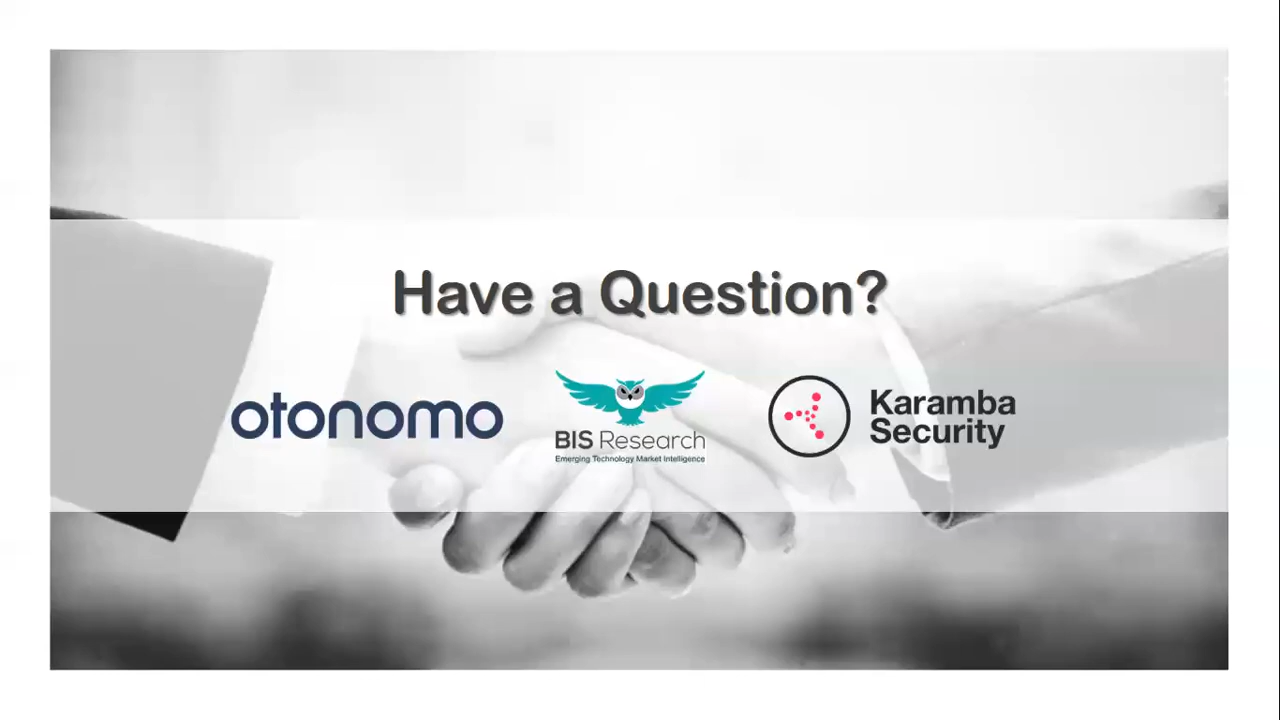 Have a Question?
otonomo
BIS Research
Emerging Technology Market Intelligence
Karamba
Security